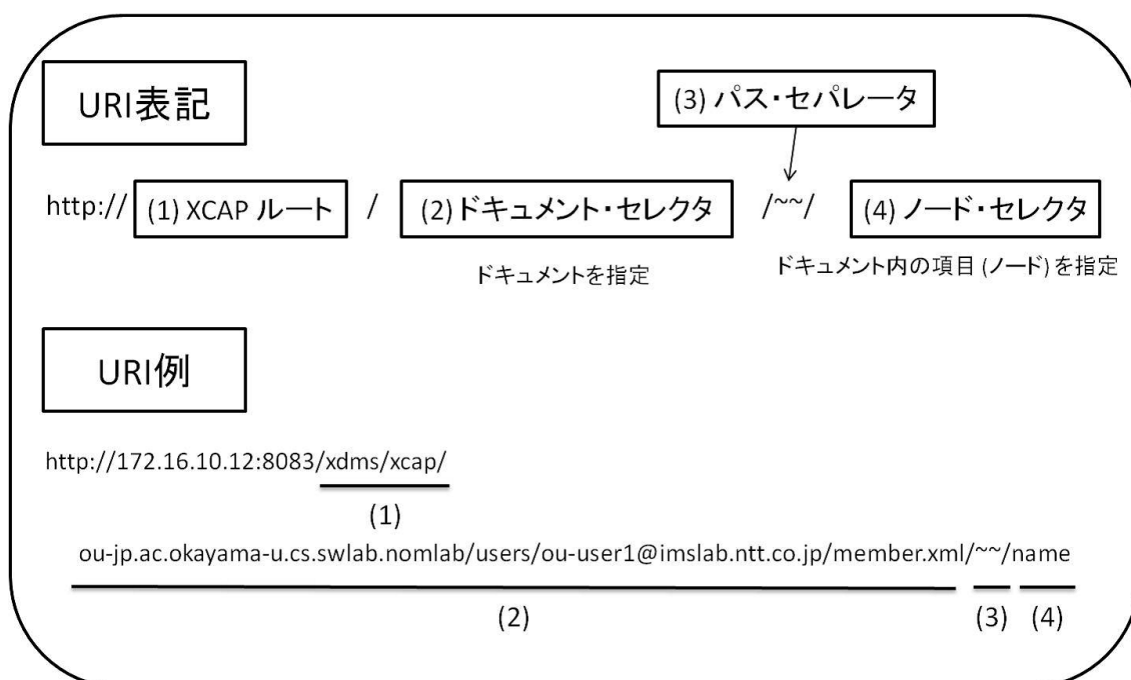 URI表記
(3) パス・セパレータ
http:// (1) XCAP ルート / (2) ドキュメント・セレクタ /~~/ (4) ノード・セレクタ
ドキュメントを指定
ドキュメント内の項目 (ノード) を指定
URI例
http://172.16.10.12:8083/xdms/xcap/
(1)
ou-jp.ac.okayama-u.cs.swlab.nomlab/users/ou-user1@imslab.ntt.co.jp/member.xml/~~/name
(2) (3) (4)